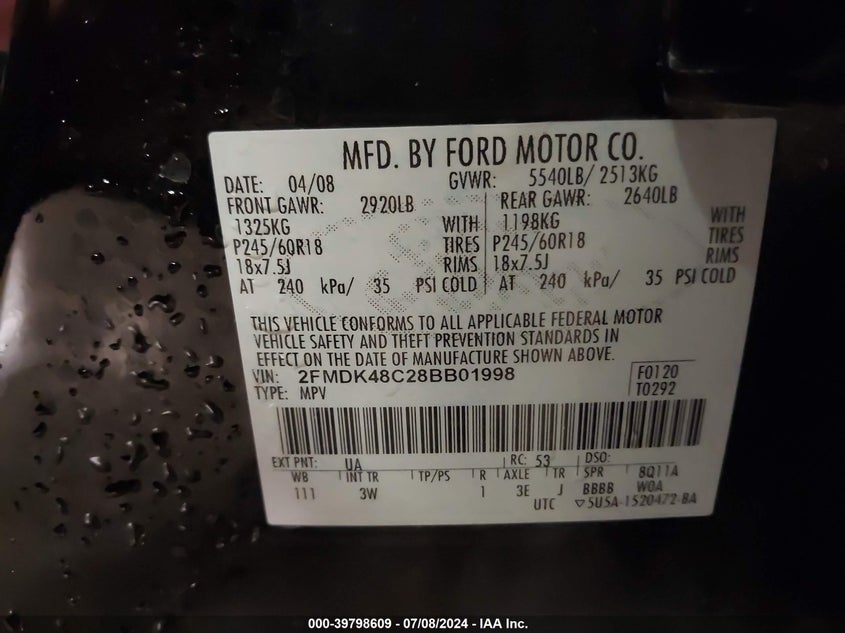 MFD. BY FORD MOTOR CO.
DATE: 04/08 GVWR: 5540LB/ 2513KG
FRONT GAWR: 2920LB REAR GAWR: 2640LB
1325KG WITH 1198KG WITH
P245/60R18 TIRES P245/60R18 TIRES
18x7.5J RIMS 18x7.5J RIMS
AT 240 kPa/ 35 PSI COLD AT 240 kPa/ 35 PSI COLD
THIS VEHICLE CONFORMS TO ALL APPLICABLE FEDERAL MOTOR
VEHICLE SAFETY AND THEFT PREVENTION STANDARDS IN
EFFECT ON THE DATE OF MANUFACTURE SHOWN ABOVE.
VIN: 2FMDK48C28BB01998 F0120
TYPE: MPV T0292
EXT PNT: UA RC: 53 DSO:
WB INT TR TP/PS R AXLE TR SPR 8Q11A
111 3W 1 3E J BBBB W0A
UTC ▽5U5A-1520472-BA
000-39798609 / 07/08/2024 - IAA Inc.